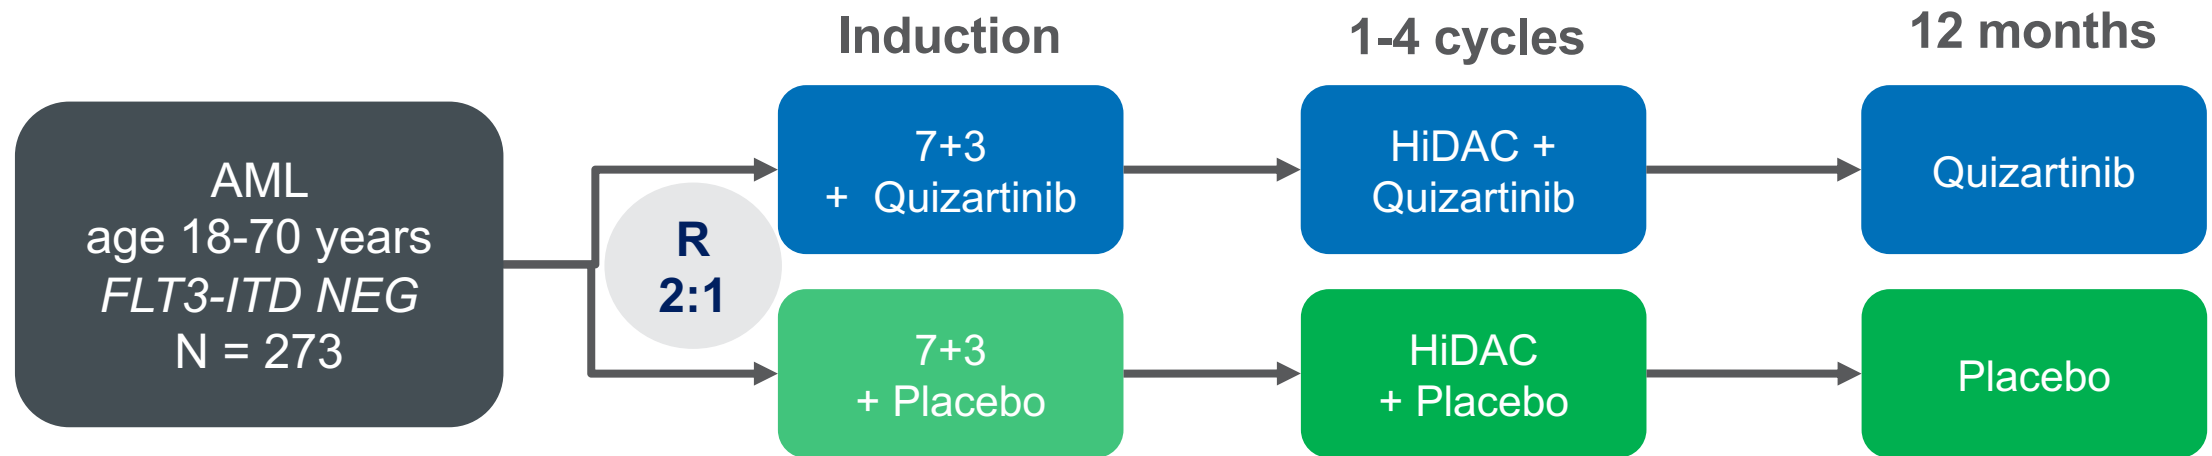 Induction
1-4 cycles
12 months
AML
age 18-70 years
FLT3-ITD NEG
N = 273
R
2:1
7+3
+ Quizartinib
HiDAC +
Quizartinib
Quizartinib
7+3
+ Placebo
HiDAC
+ Placebo
Placebo